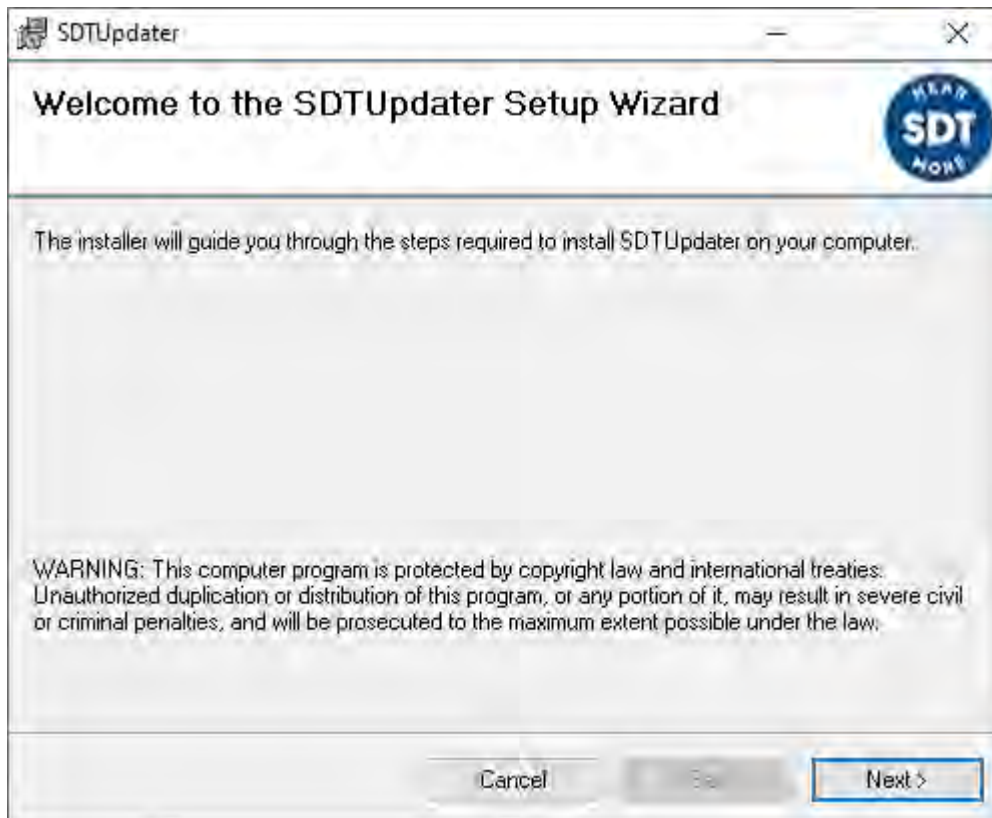 SDTUpdater
Welcome to the SDTUpdater Setup Wizard
HEAR
SDT
MORE
The installer will guide you through the steps required to install SDTUpdater on your computer.
WARNING: This computer program is protected by copyright law and international treaties.
Unauthorized duplication or distribution of this program, or any portion of it, may result in severe civil
or criminal penalties, and will be prosecuted to the maximum extent possible under the law.
Cancel
Next >